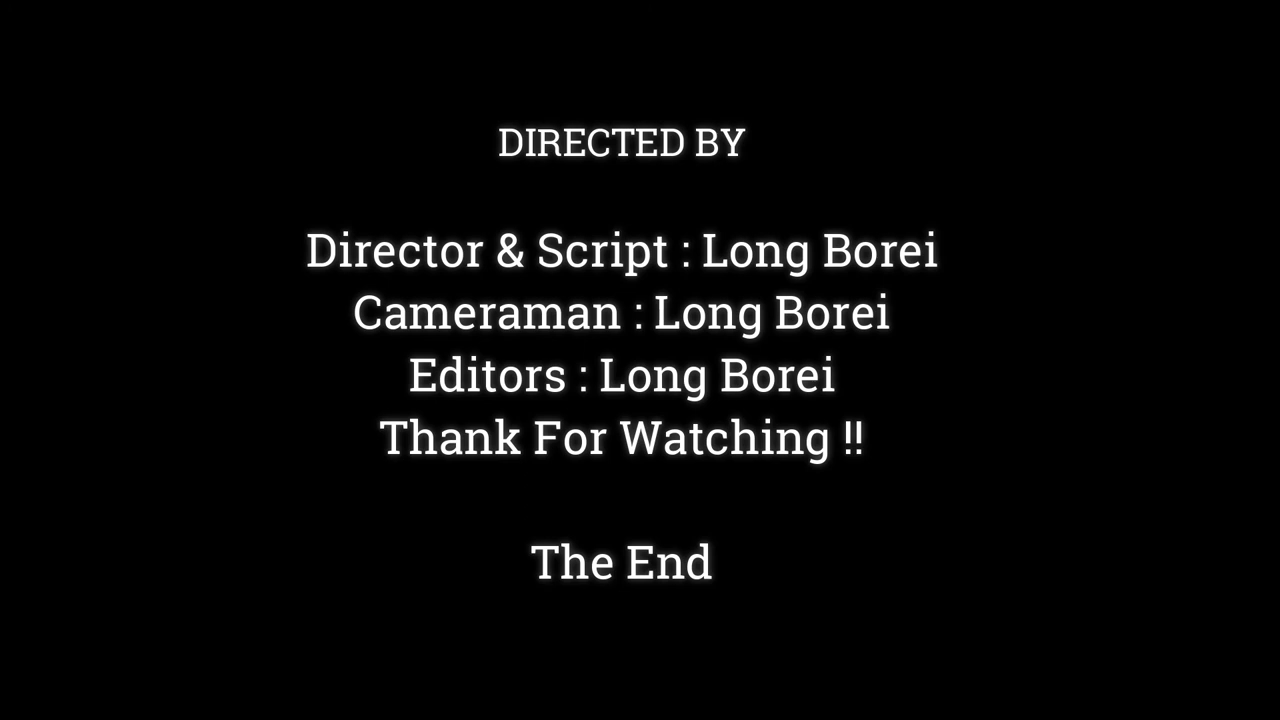 DIRECTED BY
Director & Script : Long Borei
Cameraman : Long Borei
Editors : Long Borei
Thank For Watching !!
The End